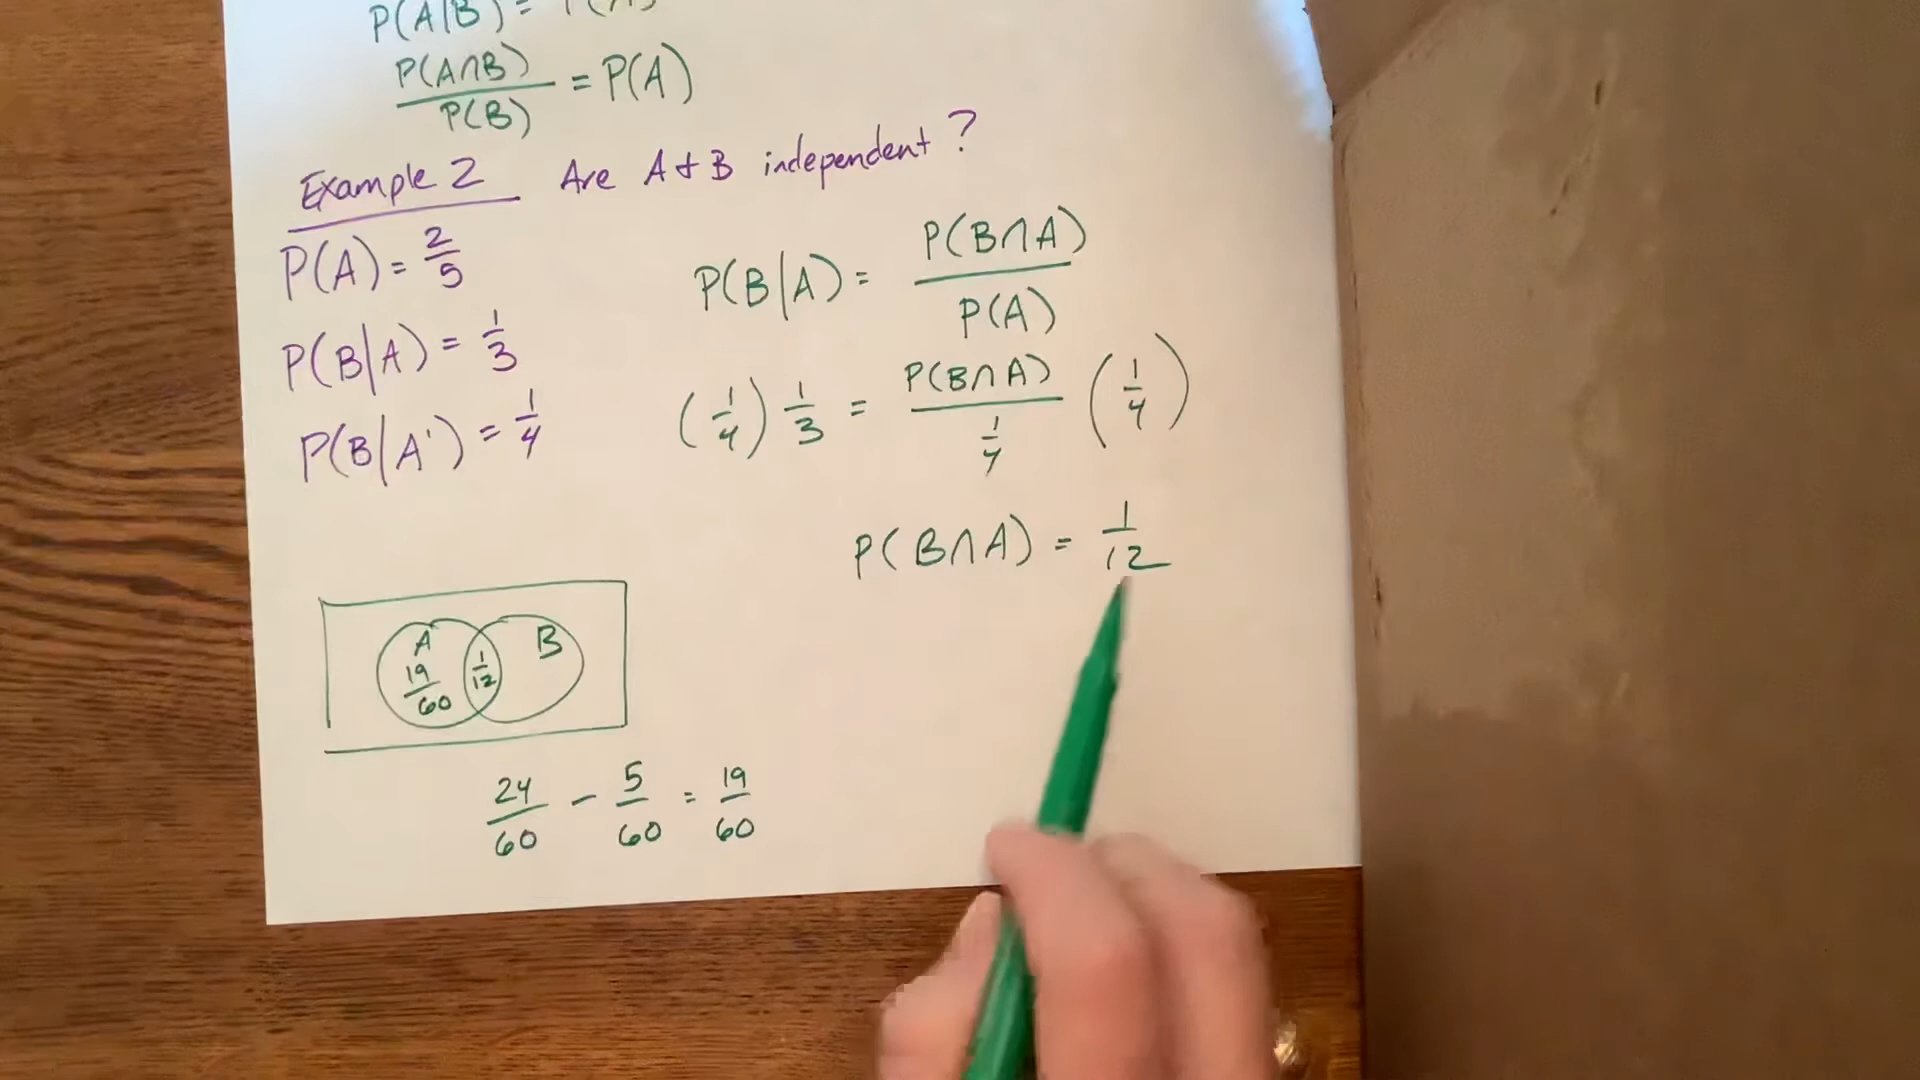 P(A|B) = P(A)
P(A∩B)
P(B)
= P(A)
Example 2 Are A + B independent?
P(A) = 2/5
P(B|A) = 1/3
P(B|A') = 1/4
P(B|A) = P(B∩A)/P(A)
(1/4) 1/3 = P(B∩A)/(1/4) (1/4)
P(B∩A) = 1/12
A B
19/60 1/12
24/60 - 5/60 = 19/60